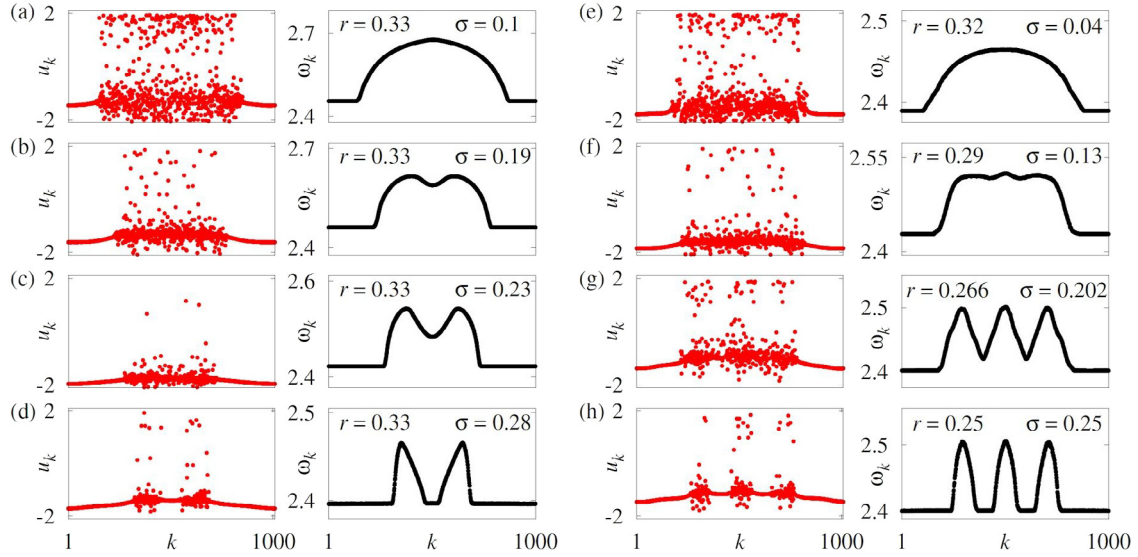 (a) 2 u_k -2
ω_k 2.7 2.4 r = 0.33 σ = 0.1
(e) 2 u_k -2
ω_k 2.5 2.4 r = 0.32 σ = 0.04
(b) 2 u_k -2
ω_k 2.7 2.4 r = 0.33 σ = 0.19
(f) 2 u_k -2
ω_k 2.55 2.4 r = 0.29 σ = 0.13
(c) 2 u_k -2
ω_k 2.6 2.4 r = 0.33 σ = 0.23
(g) 2 u_k -2
ω_k 2.5 2.4 r = 0.266 σ = 0.202
(d) 2 u_k -2
ω_k 2.5 2.4 r = 0.33 σ = 0.28
(h) 2 u_k -2
ω_k 2.5 2.4 r = 0.25 σ = 0.25
1 k 1000 1 k 1000 1 k 1000 1 k 1000